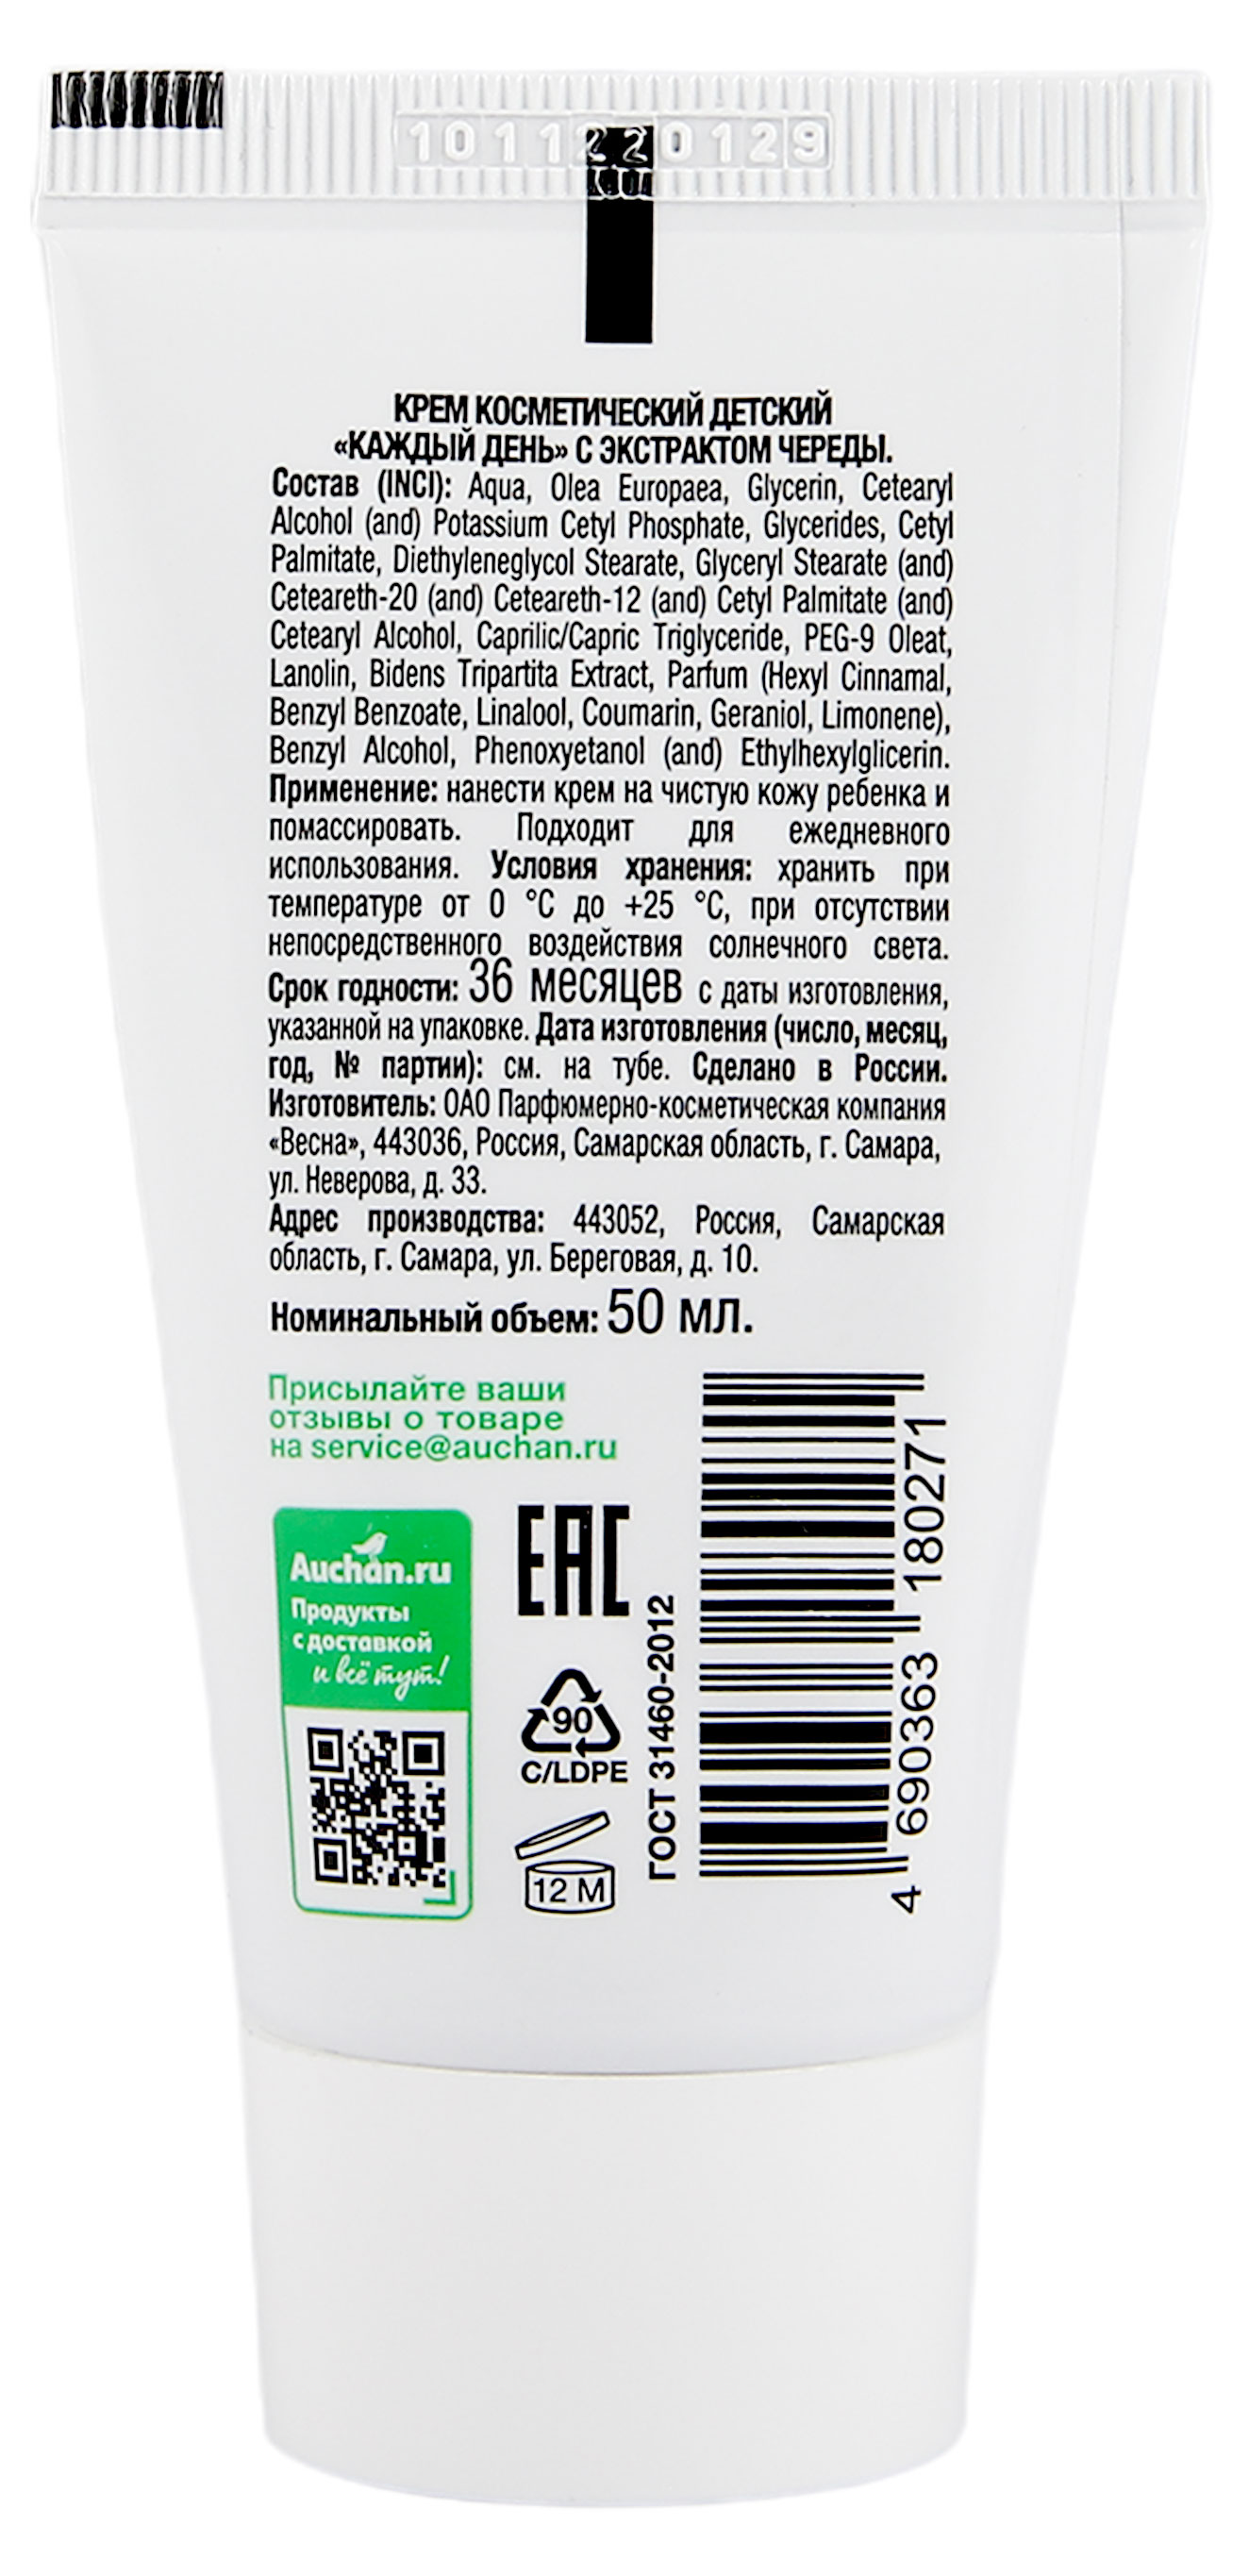 1011220129
КРЕМ КОСМЕТИЧЕСКИЙ ДЕТСКИЙ
«КАЖДЫЙ ДЕНЬ» С ЭКСТРАКТОМ ЧЕРЕДЫ.
Состав (INCI): Aqua, Olea Europaea, Glycerin, Cetearyl
Alcohol (and) Potassium Cetyl Phosphate, Glycerides, Cetyl
Palmitate, Diethyleneglycol Stearate, Glyceryl Stearate (and)
Ceteareth-20 (and) Ceteareth-12 (and) Cetyl Palmitate (and)
Cetearyl Alcohol, Caprilic/Capric Triglyceride, PEG-9 Oleat,
Lanolin, Bidens Tripartita Extract, Parfum (Hexyl Cinnamal,
Benzyl Benzoate, Linalool, Coumarin, Geraniol, Limonene),
Benzyl Alcohol, Phenoxyetanol (and) Ethylhexylglicerin.
Применение: нанести крем на чистую кожу ребенка и
помассировать. Подходит для ежедневного
использования. Условия хранения: хранить при
температуре от 0 °С до +25 °С, при отсутствии
непосредственного воздействия солнечного света.
Срок годности: 36 месяцев с даты изготовления,
указанной на упаковке. Дата изготовления (число, месяц,
год, № партии): см. на тубе. Сделано в России.
Изготовитель: ОАО Парфюмерно-косметическая компания
«Весна», 443036, Россия, Самарская область, г. Самара,
ул. Неверова, д. 33.
Адрес производства: 443052, Россия, Самарская
область, г. Самара, ул. Береговая, д. 10.
Номинальный объем: 50 мл.
Присылайте ваши
отзывы о товаре
на service@auchan.ru
Auchan.ru
Продукты
с доставкой
и всё тут!
EAC
90
C/LDPE
12 M
ГОСТ 31460-2012
4 690363 180271